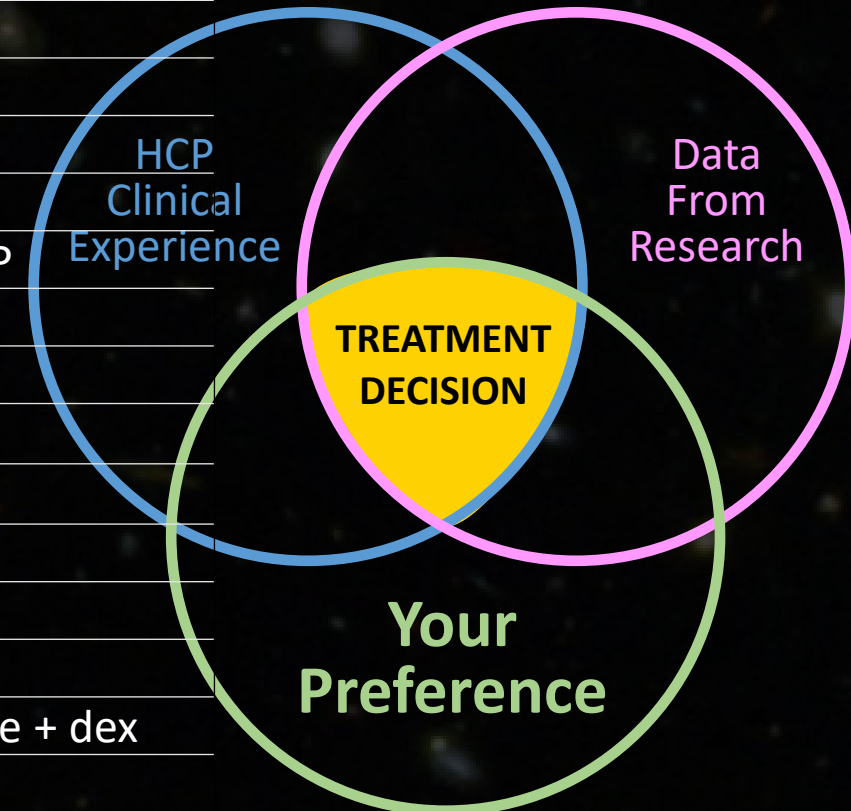 HCP
Clinical
Experience
Data
From
Research
P
TREATMENT
DECISION
Your
Preference
e + dex